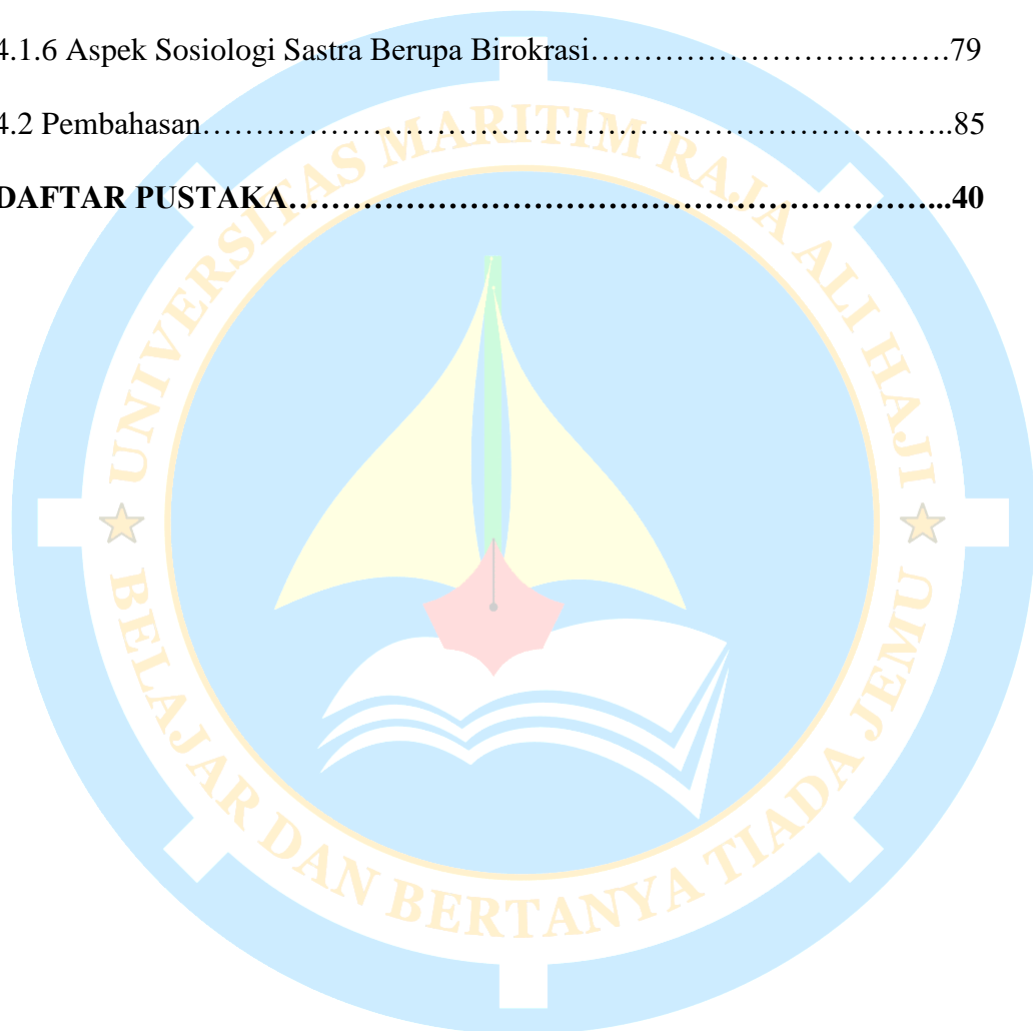 4.1.6 Aspek Sosiologi Sastra Berupa Birokrasi…………………………….79
4.2 Pembahasan…………………………………………………………..85
DAFTAR PUSTAKA…………………………………………………...40
UNIVERSITAS MARITIM RAJA ALI HAJI
BELAJAR DAN BERTANYA TIADA JEMU